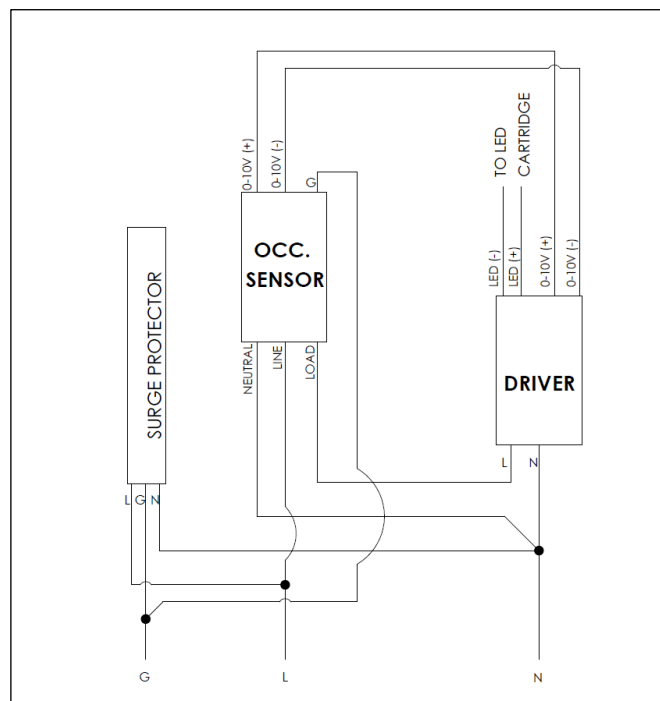 0-10V (+)
0-10V (-)
G
TO LED
CARTRIDGE
OCC.
SENSOR
LED (-)
LED (+)
0-10V (+)
0-10V (-)
SURGE PROTECTOR
NEUTRAL
LINE
LOAD
DRIVER
L
N
L G N
G
L
N